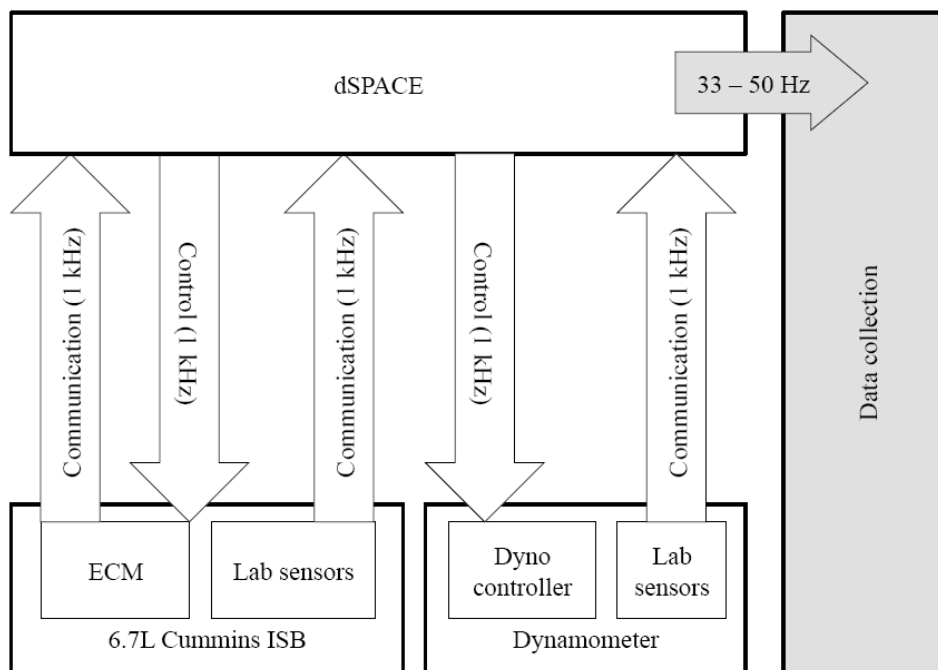 dSPACE
33 – 50 Hz
Communication (1 kHz)
Control (1 kHz)
Communication (1 kHz)
Control (1 kHz)
Communication (1 kHz)
Data collection
ECM
Lab sensors
Dyno
controller
Lab
sensors
6.7L Cummins ISB
Dynamometer